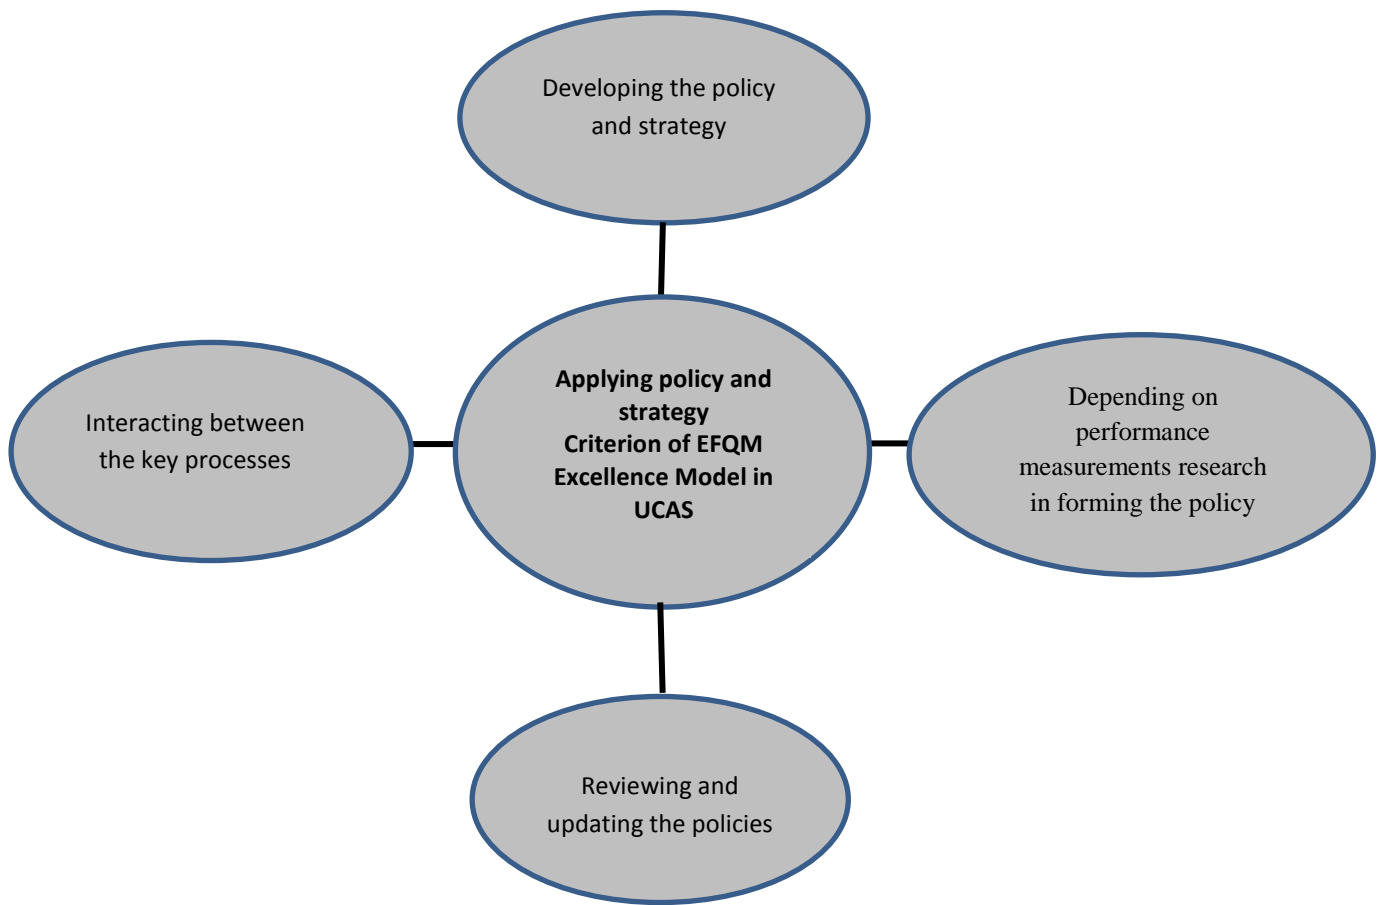 Developing the policy
and strategy
Applying policy and
strategy
Criterion of EFQM
Excellence Model in
UCAS
Interacting between
the key processes
Depending on
performance
measurements research
in forming the policy
Reviewing and
updating the policies